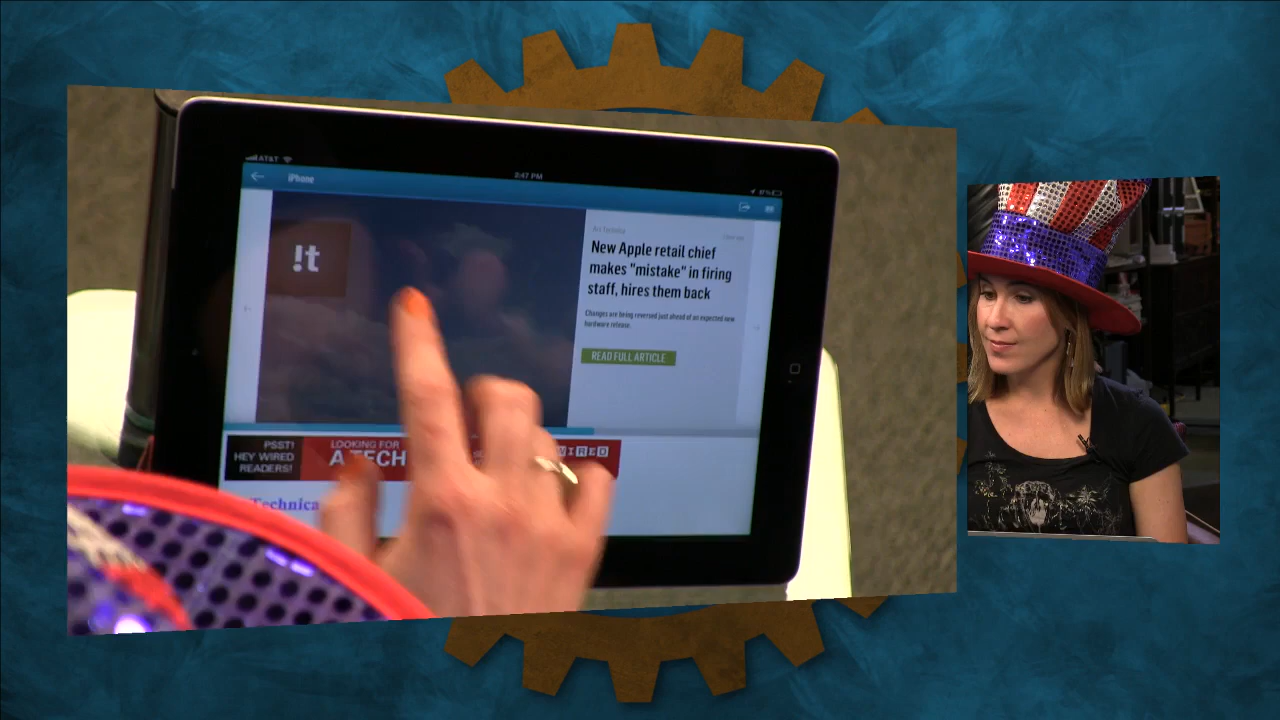 AT&T
3:47 PM
iPhone
!t
Ars Technica
New Apple retail chief
makes "mistake" in firing
staff, hires them back
Changes are being reversed just ahead of an expected new
hardware release.
READ FULL ARTICLE
PSST!
HEY WIRED
READERS!
LOOKING FOR
A TECH
WIRED
Technica